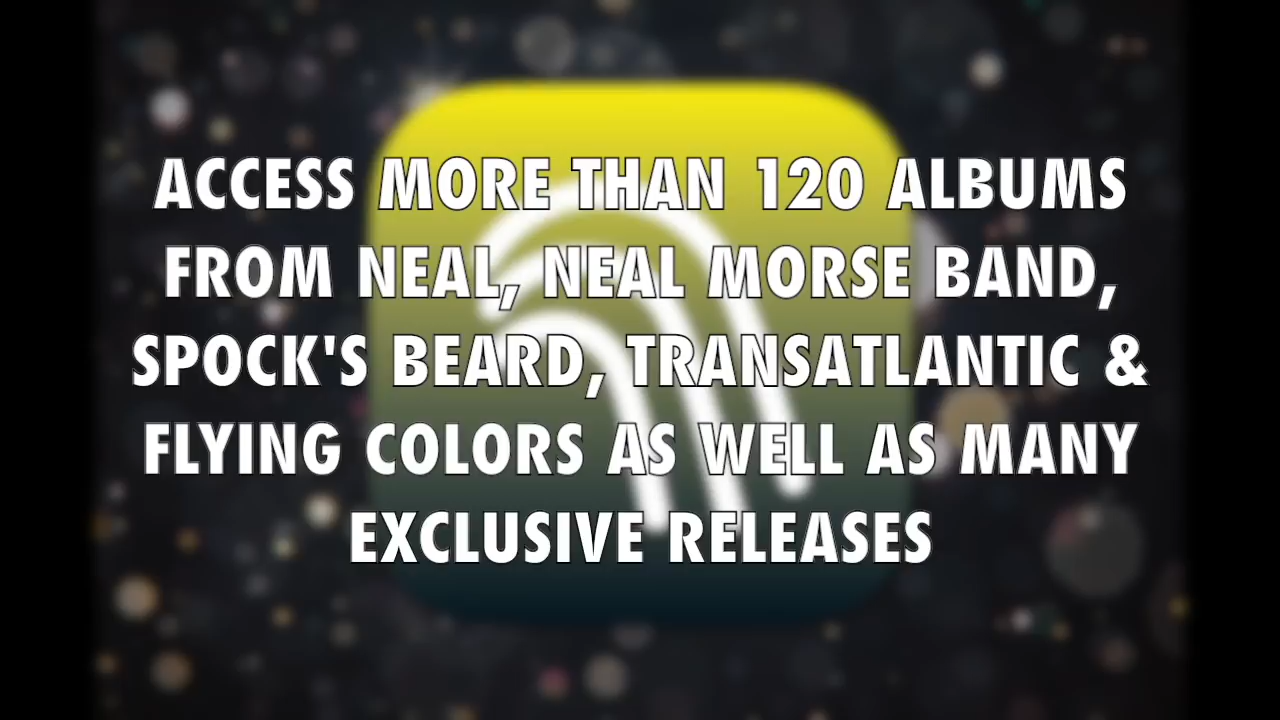 ACCESS MORE THAN 120 ALBUMS
FROM NEAL, NEAL MORSE BAND,
SPOCK'S BEARD, TRANSATLANTIC &
FLYING COLORS AS WELL AS MANY
EXCLUSIVE RELEASES